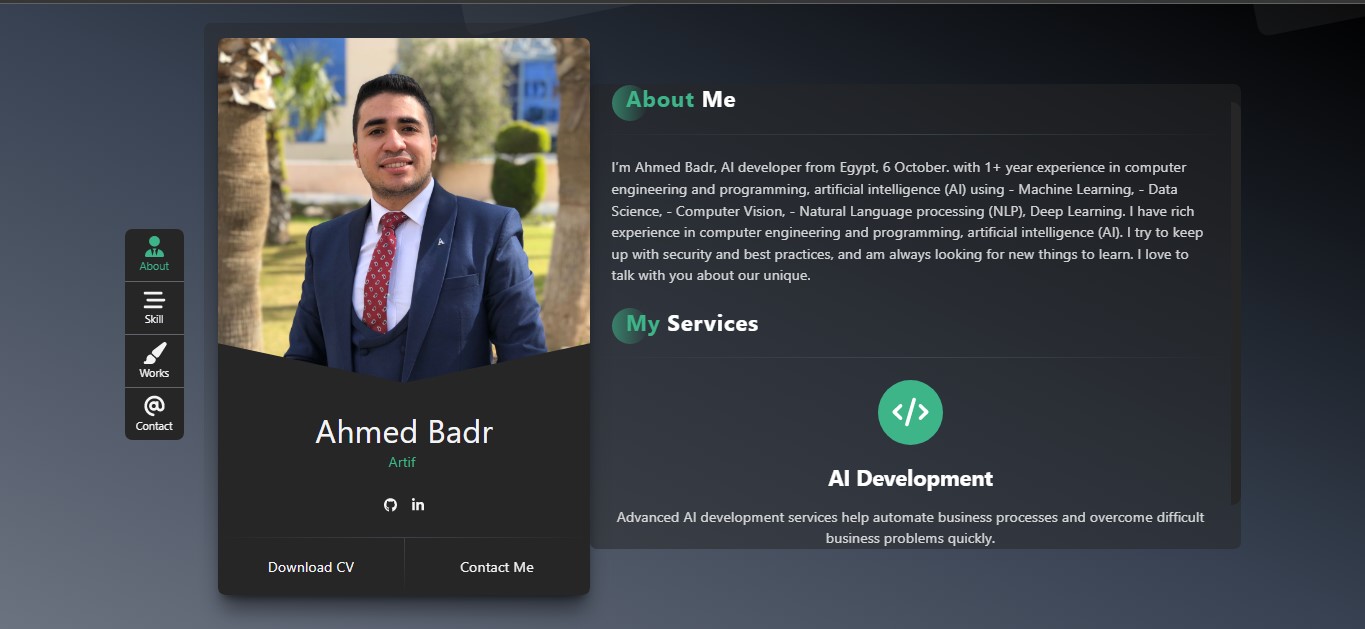 About
Skill
Works
Contact
Ahmed Badr
Artif
Download CV
Contact Me
About Me
I'm Ahmed Badr, AI developer from Egypt, 6 October. with 1+ year experience in computer
engineering and programming, artificial intelligence (AI) using - Machine Learning, - Data
Science, - Computer Vision, - Natural Language processing (NLP), Deep Learning. I have rich
experience in computer engineering and programming, artificial intelligence (AI). I try to keep
up with security and best practices, and am always looking for new things to learn. I love to
talk with you about our unique.
My Services
AI Development
Advanced AI development services help automate business processes and overcome difficult
business problems quickly.